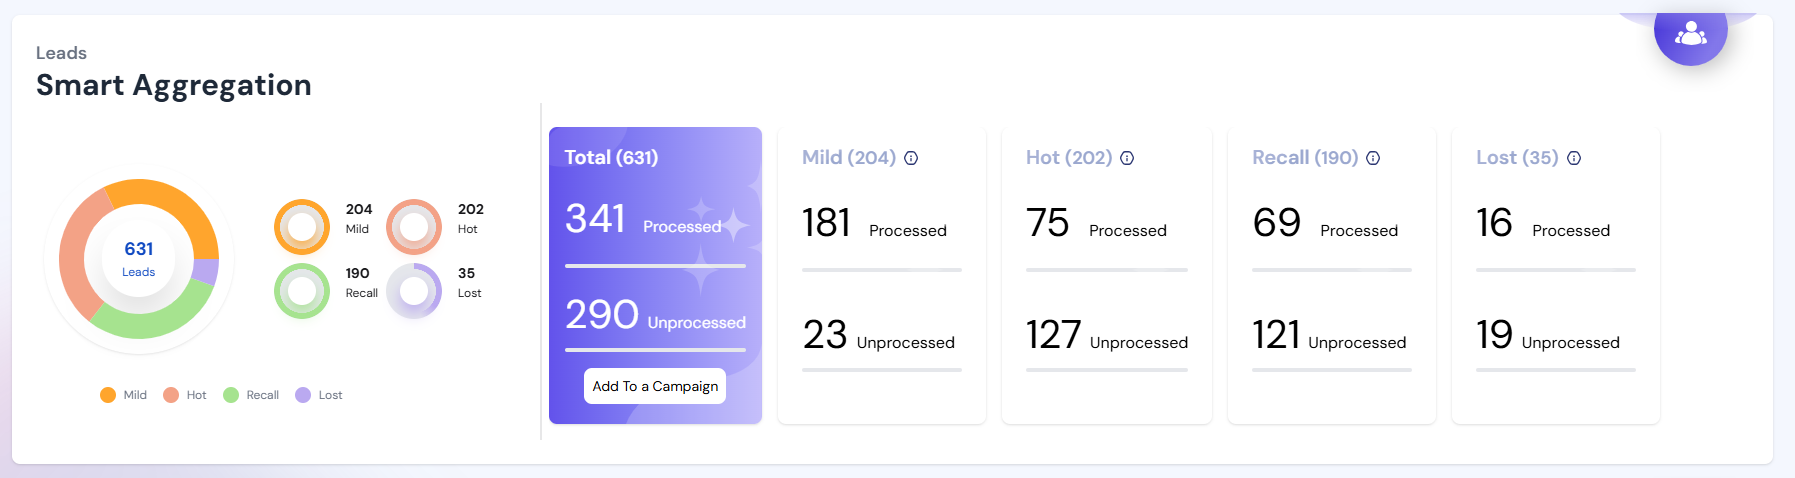 Leads
Smart Aggregation
631
Leads
204
Mild
202
Hot
190
Recall
35
Lost
Mild
Hot
Recall
Lost
Total (631)
341 Processed
290 Unprocessed
Add To a Campaign
Mild (204)
181 Processed
23 Unprocessed
Hot (202)
75 Processed
127 Unprocessed
Recall (190)
69 Processed
121 Unprocessed
Lost (35)
16 Processed
19 Unprocessed